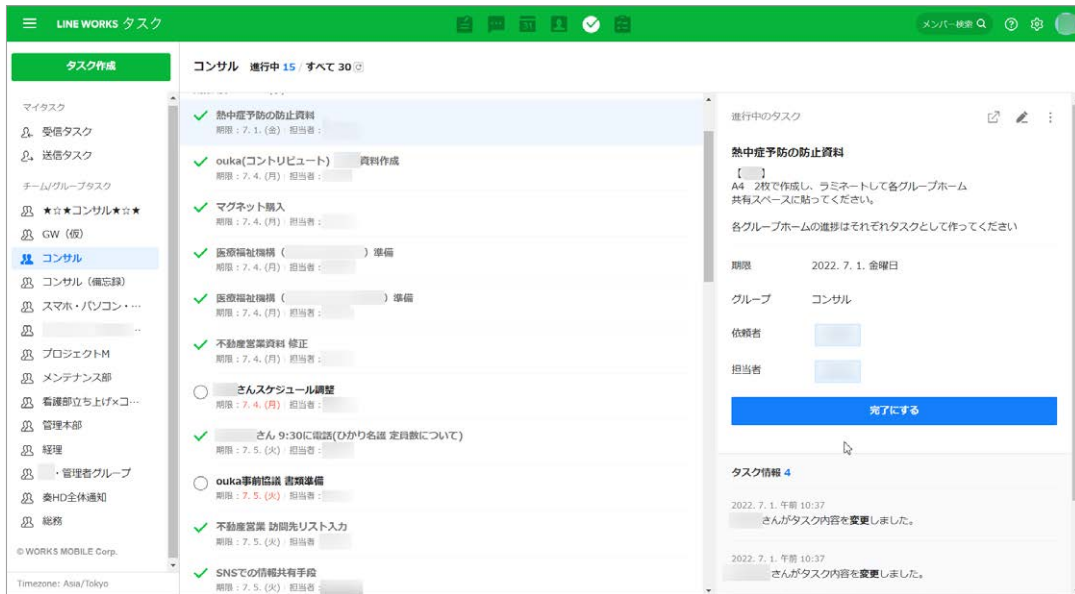 LINE WORKS タスク
31
メンバー検索
タスク作成
コンサル 進行中 15 / すべて 30
マイタスク
受信タスク
送信タスク
チーム/グループタスク
★☆★コンサル★☆★
GW（仮）
コンサル
コンサル（備忘録）
スマホ・パソコン・…
プロジェクトM
メンテナンス部
看護部立ち上げ×コ…
管理本部
経理
・管理者グループ
秦HD全体通知
総務
© WORKS MOBILE Corp.
Timezone: Asia/Tokyo
熱中症予防の防止資料
期限 : 7. 1. (金) 担当者 :
ouka(コントリビュート) 資料作成
期限 : 7. 4. (月) 担当者 :
マグネット購入
期限 : 7. 4. (月) 担当者 :
医療福祉機構（ ）準備
期限 : 7. 4. (月) 担当者 :
医療福祉機構（ ）準備
期限 : 7. 4. (月) 担当者 :
不動産営業資料 修正
期限 : 7. 4. (月) 担当者 :
さんスケジュール調整
期限 : 7. 4. (月) 担当者 :
さん 9:30に電話(ひかり名護 定員数について)
期限 : 7. 5. (火) 担当者 :
ouka事前協議 書類準備
期限 : 7. 5. (火) 担当者 :
不動産営業 訪問先リスト入力
期限 : 7. 5. (火) 担当者
SNSでの情報共有手段
期限 : 7. 5. (火) 担当者 :
進行中のタスク
熱中症予防の防止資料
【 】
A4 2枚で作成し、ラミネートして各グループホーム
共有スペースに貼ってください。
各グループホームの進捗はそれぞれタスクとして作ってください
期限 2022. 7. 1. 金曜日
グループ コンサル
依頼者
担当者
完了にする
タスク情報 4
2022. 7. 1. 午前 10:37
さんがタスク内容を変更しました。
2022. 7. 1. 午前 10:37
さんがタスク内容を変更しました。